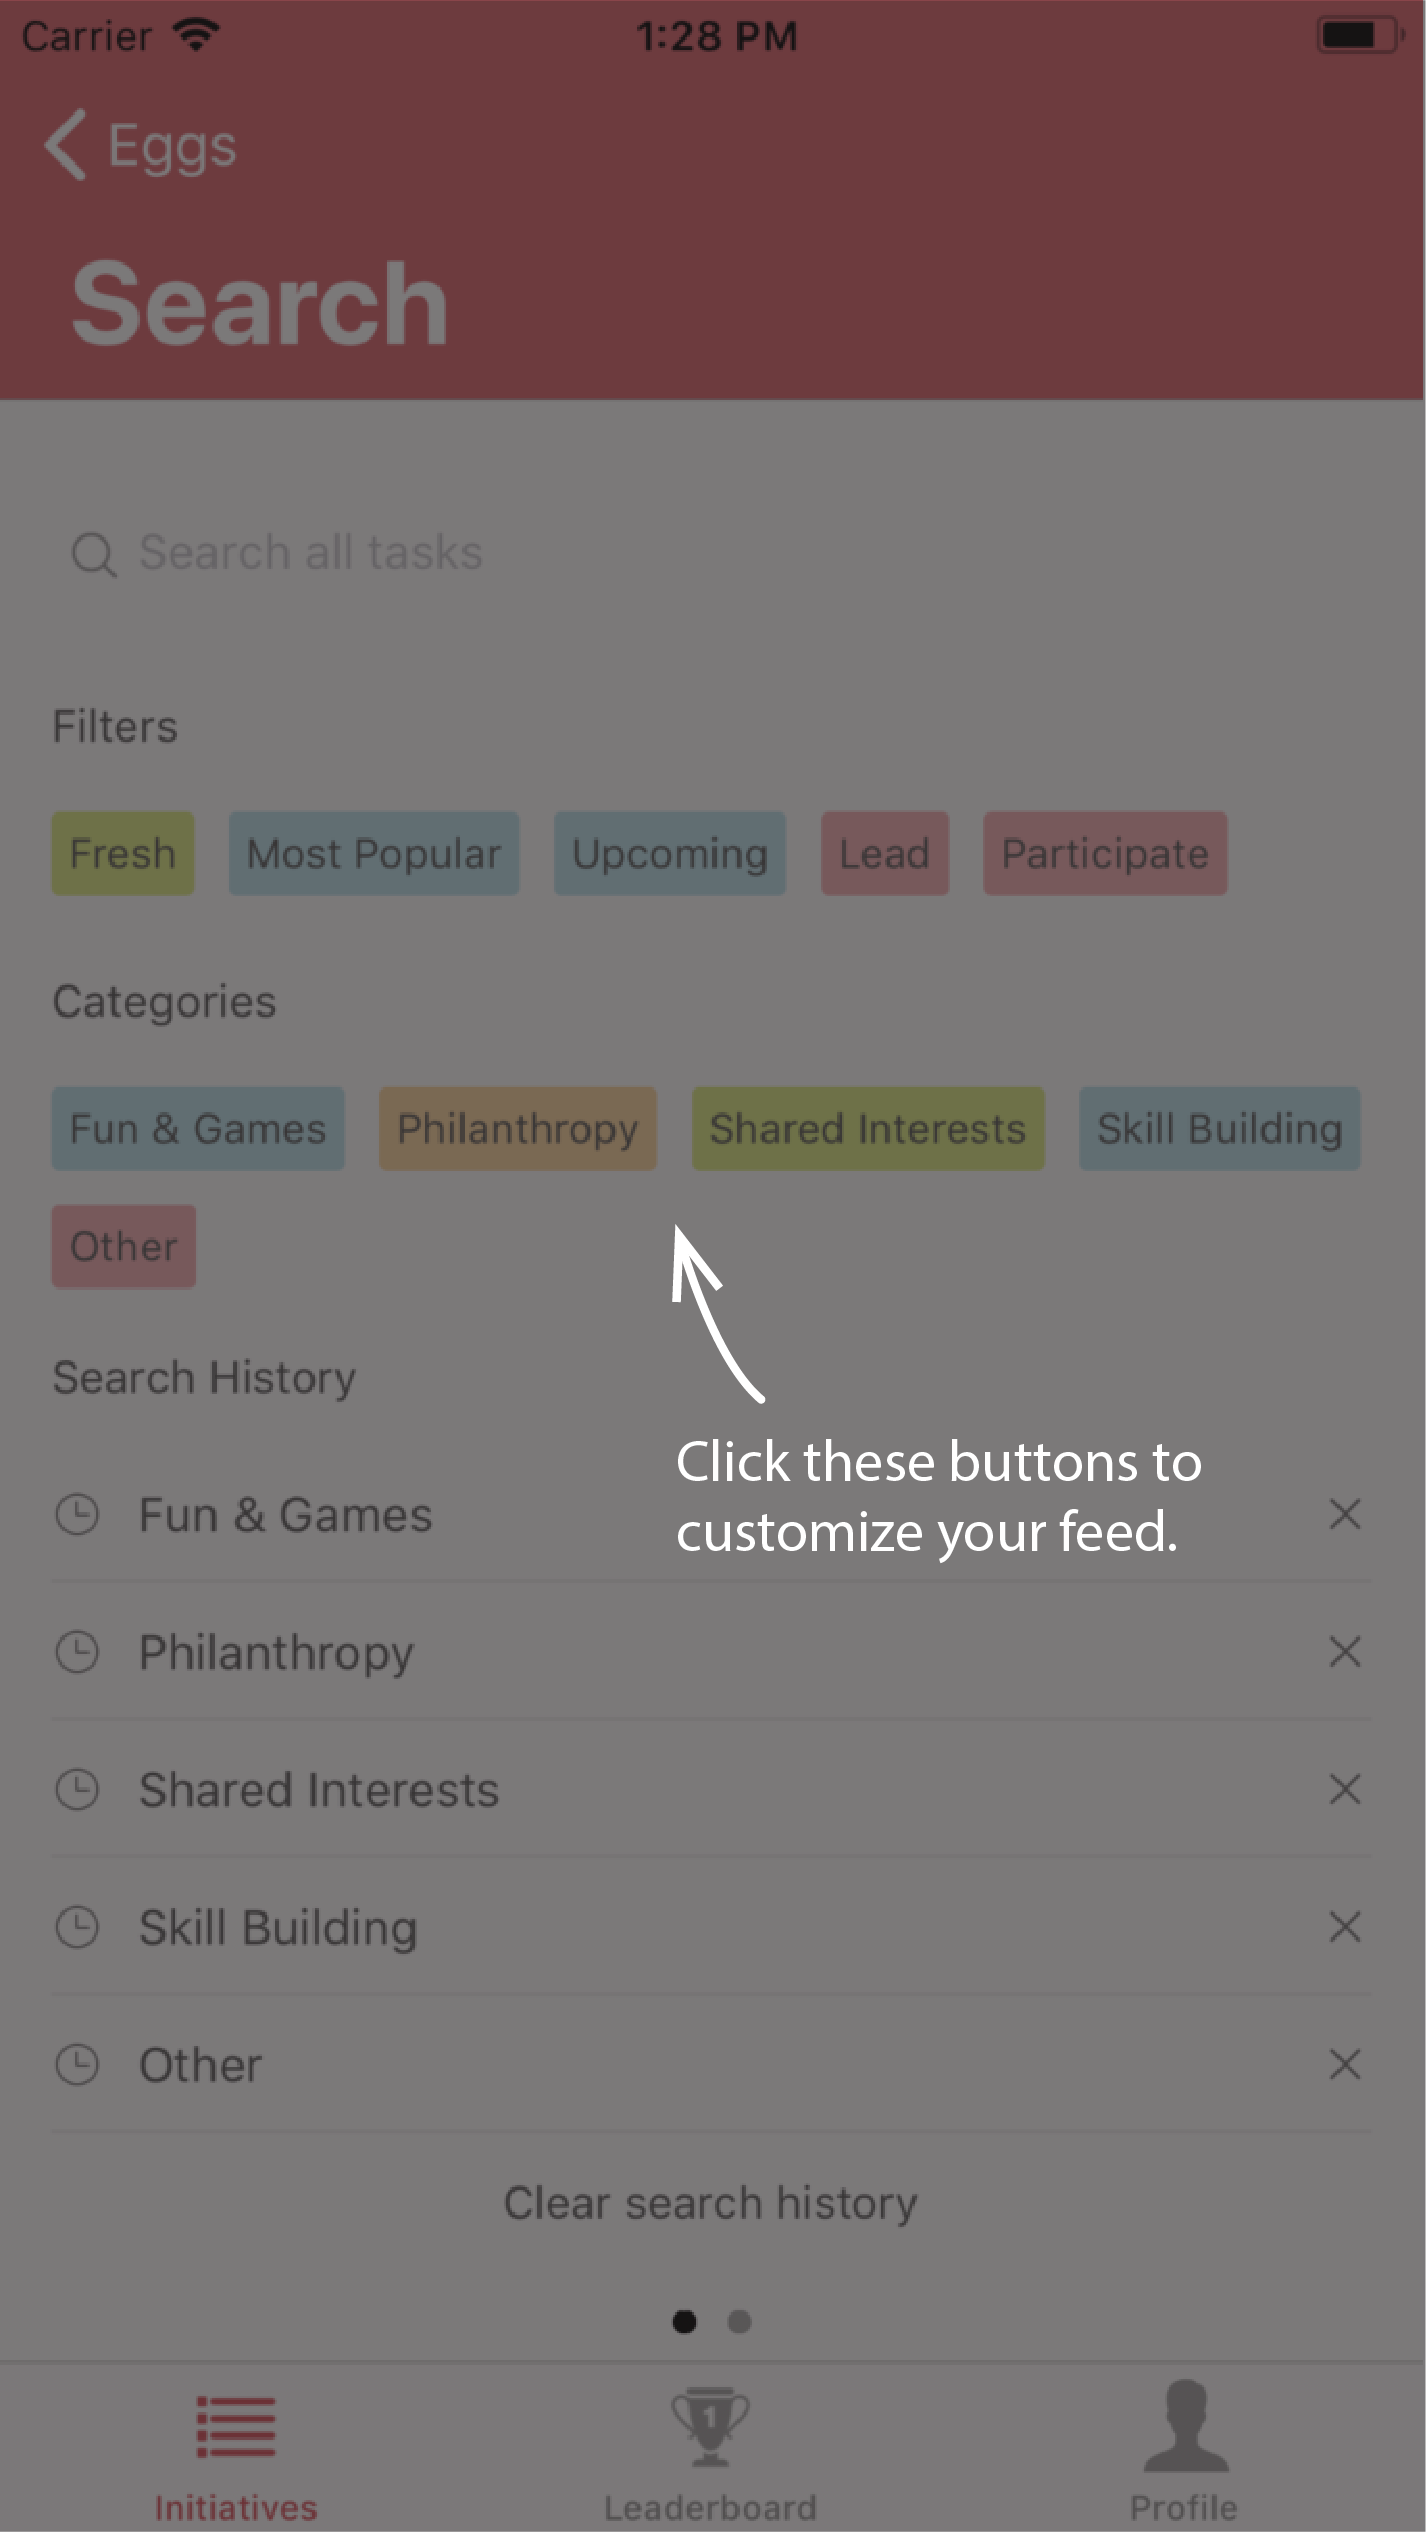 Carrier 1:28 PM
Eggs
Search
Search all tasks
Filters
Fresh Most Popular Upcoming Lead Participate
Categories
Fun & Games Philanthropy Shared Interests Skill Building
Other
Search History
Click these buttons to
customize your feed.
Fun & Games
Philanthropy
Shared Interests
Skill Building
Other
Clear search history
1
Initiatives Leaderboard Profile